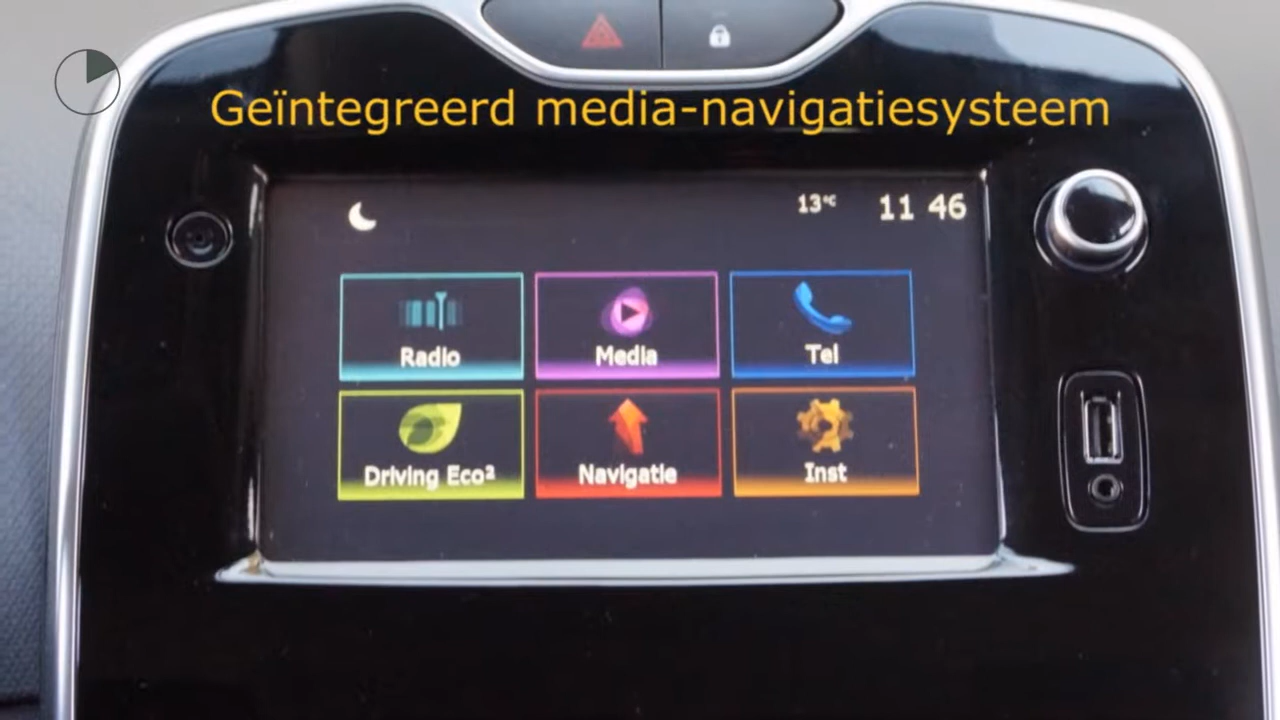 Geïntegreerd media-navigatiesysteem
13°C 11 46
Radio Media Tel
Driving Eco² Navigatie Inst